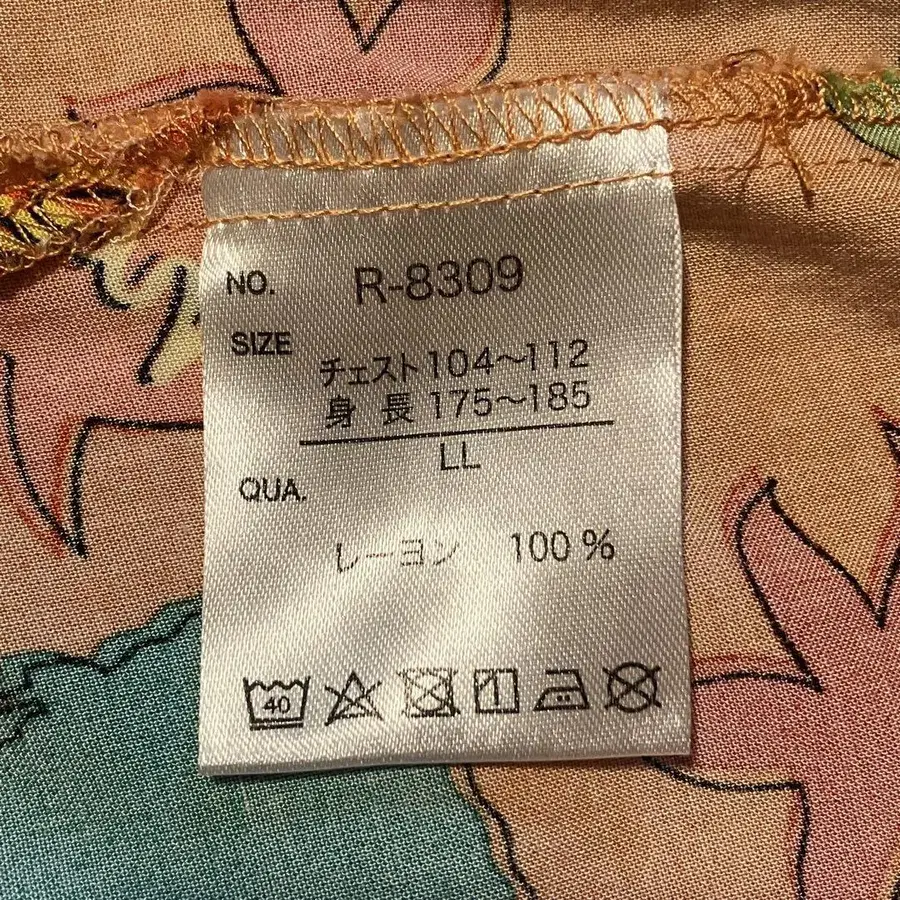 NO. R-8309
SIZE
チェスト104〜112
身 長 175〜185
LL
QUA.
レーヨン 100%
40